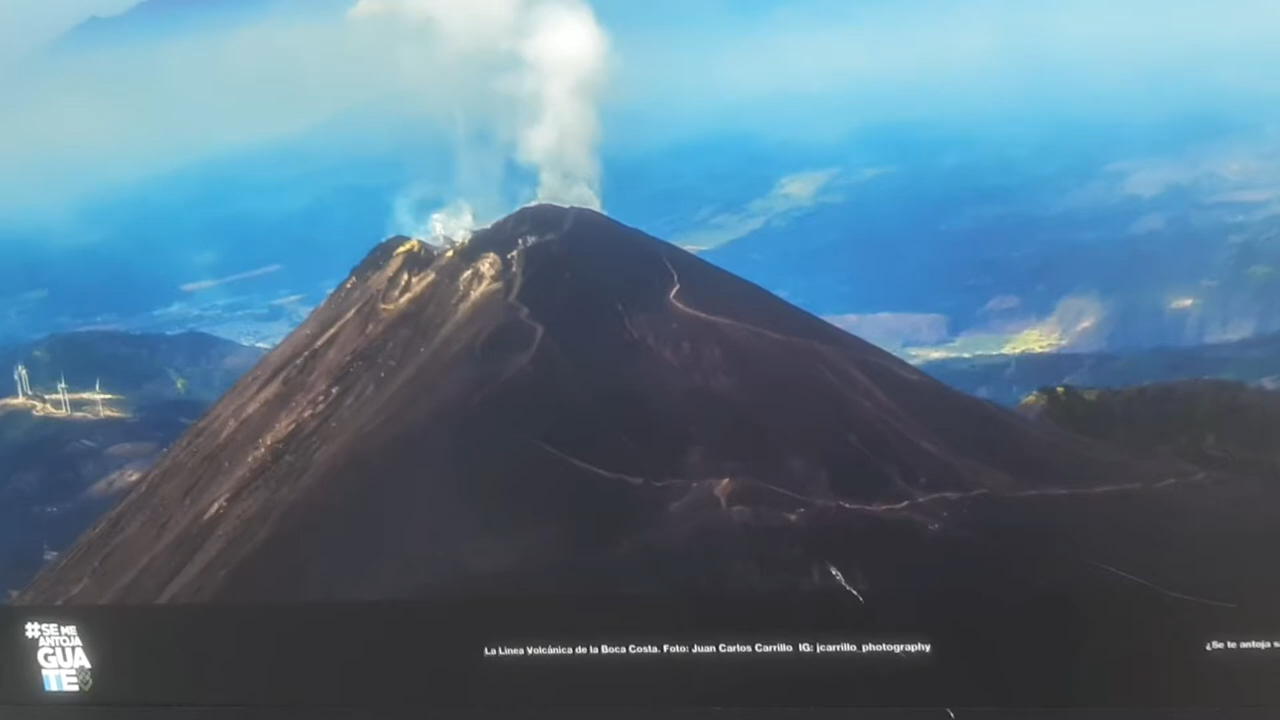 #SE ME
ANTOJA
GUA
TE
La Linea Volcánica de la Boca Costa. Foto: Juan Carlos Carrillo IG: jcarrillo_photography
¿Se te antoja s